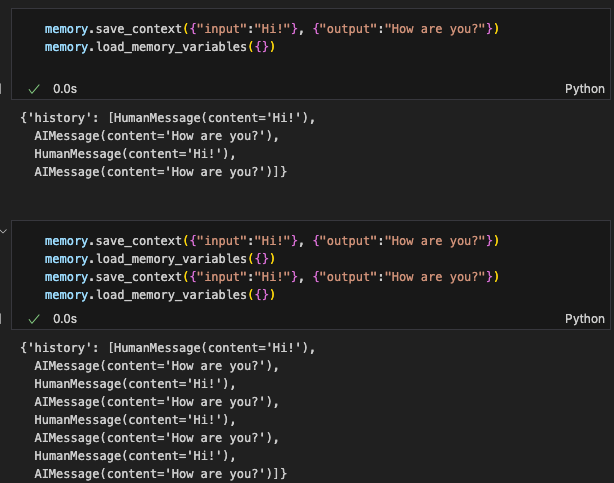 memory.save_context({"input":"Hi!"}, {"output":"How are you?"})
memory.load_memory_variables({})
0.0s
Python
{'history': [HumanMessage(content='Hi!'),
AIMessage(content='How are you?'),
HumanMessage(content='Hi!'),
AIMessage(content='How are you?')]}
memory.save_context({"input":"Hi!"}, {"output":"How are you?"})
memory.load_memory_variables({})
memory.save_context({"input":"Hi!"}, {"output":"How are you?"})
memory.load_memory_variables({})
0.0s
Python
{'history': [HumanMessage(content='Hi!'),
AIMessage(content='How are you?'),
HumanMessage(content='Hi!'),
AIMessage(content='How are you?'),
HumanMessage(content='Hi!'),
AIMessage(content='How are you?'),
HumanMessage(content='Hi!'),
AIMessage(content='How are you?')]}